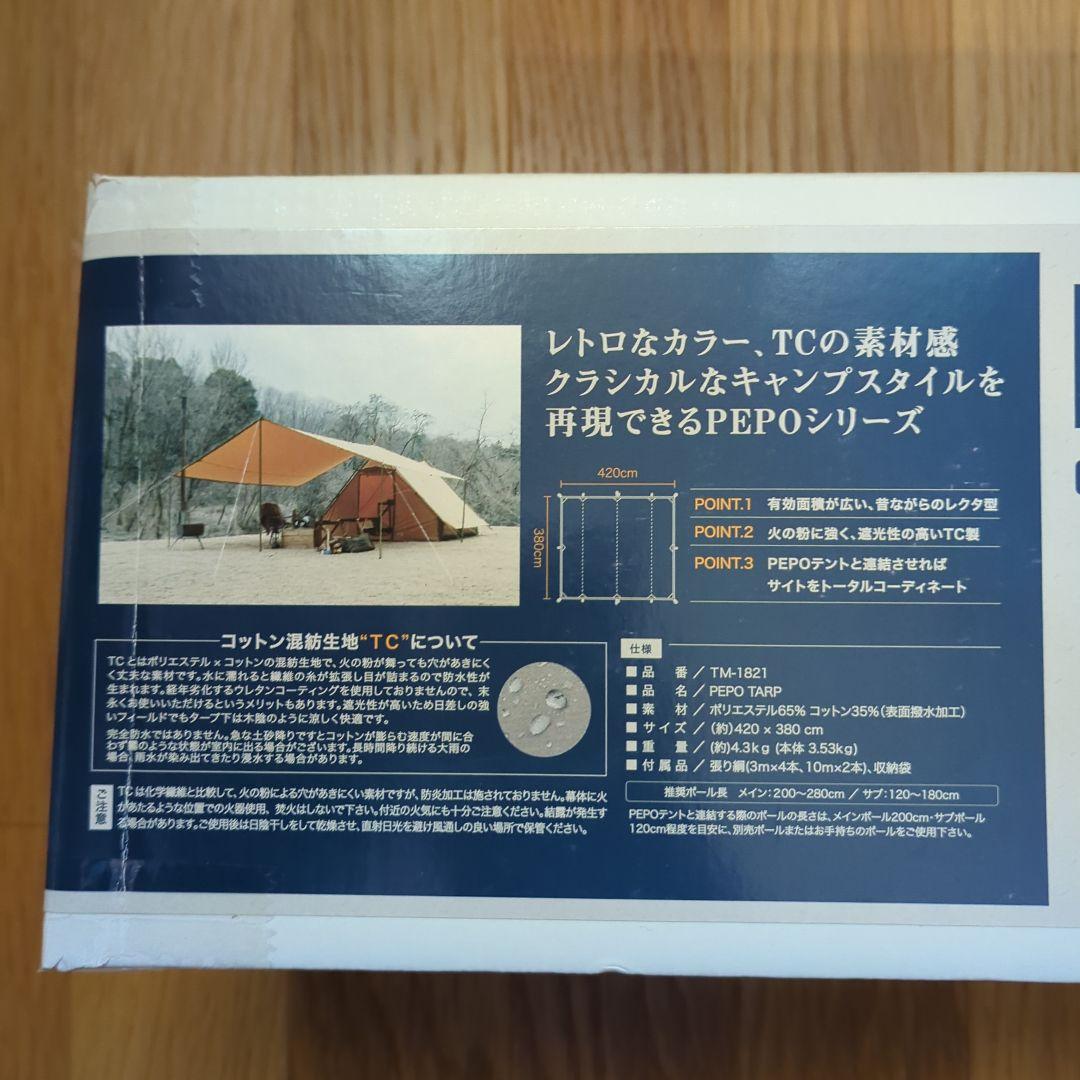 レトロなカラー、TCの素材感
クラシカルなキャンプスタイルを
再現できるPEPOシリーズ
420cm
380cm
POINT.1 有効面積が広い、昔ながらのレクタ型
POINT.2 火の粉に強く、遮光性の高いTC製
POINT.3 PEPOテントと連結させれば
サイトをトータルコーディネート
コットン混紡生地"TC"について
TCとはポリエステル×コットンの混紡生地で、火の粉が舞っても穴があきにく
く丈夫な素材です。水に濡れると繊維の糸が拡張し目が詰まるので防水性が
生まれます。経年劣化するウレタンコーティングを使用しておりませんので、末
永くお使いいただけるというメリットもあります。遮光性が高いため日差しの強
いフィールドでもタープ下は木陰のように涼しく快適です。
完全防水ではありません。急な土砂降りですとコットンが膨らむ速度が間に合
わず霧のような状態が室内に出る場合がございます。長時間降り続ける大雨の
場合、雨水が染み出てきたり浸水する場合があります。
ご注意
TCは化学繊維と比較して、火の粉による穴があきにくい素材ですが、防炎加工は施されておりません。幕体に火
があたるような位置での火器使用、焚火はしないで下さい。付近の火気にも十分ご注意ください。結露が発生す
る場合があります。ご使用後は日陰干しをして乾燥させ、直射日光を避け風通しの良い場所で保管ください。
仕様
■品 番/TM-1821
■品 名/PEPO TARP
■素 材/ポリエステル65% コットン35%(表面撥水加工)
■サイズ/(約)420 x 380 cm
■重 量/(約)4.3kg (本体 3.53kg)
■付属品/張り綱(3m×4本、10m×2本)、収納袋
推奨ポール長 メイン:200〜280cm / サブ:120〜180cm
PEPOテントと連結する際のポールの長さは、メインポール200cm・サブポール
120cm程度を目安に、別売ポールまたはお手持ちのポールをご使用下さい。